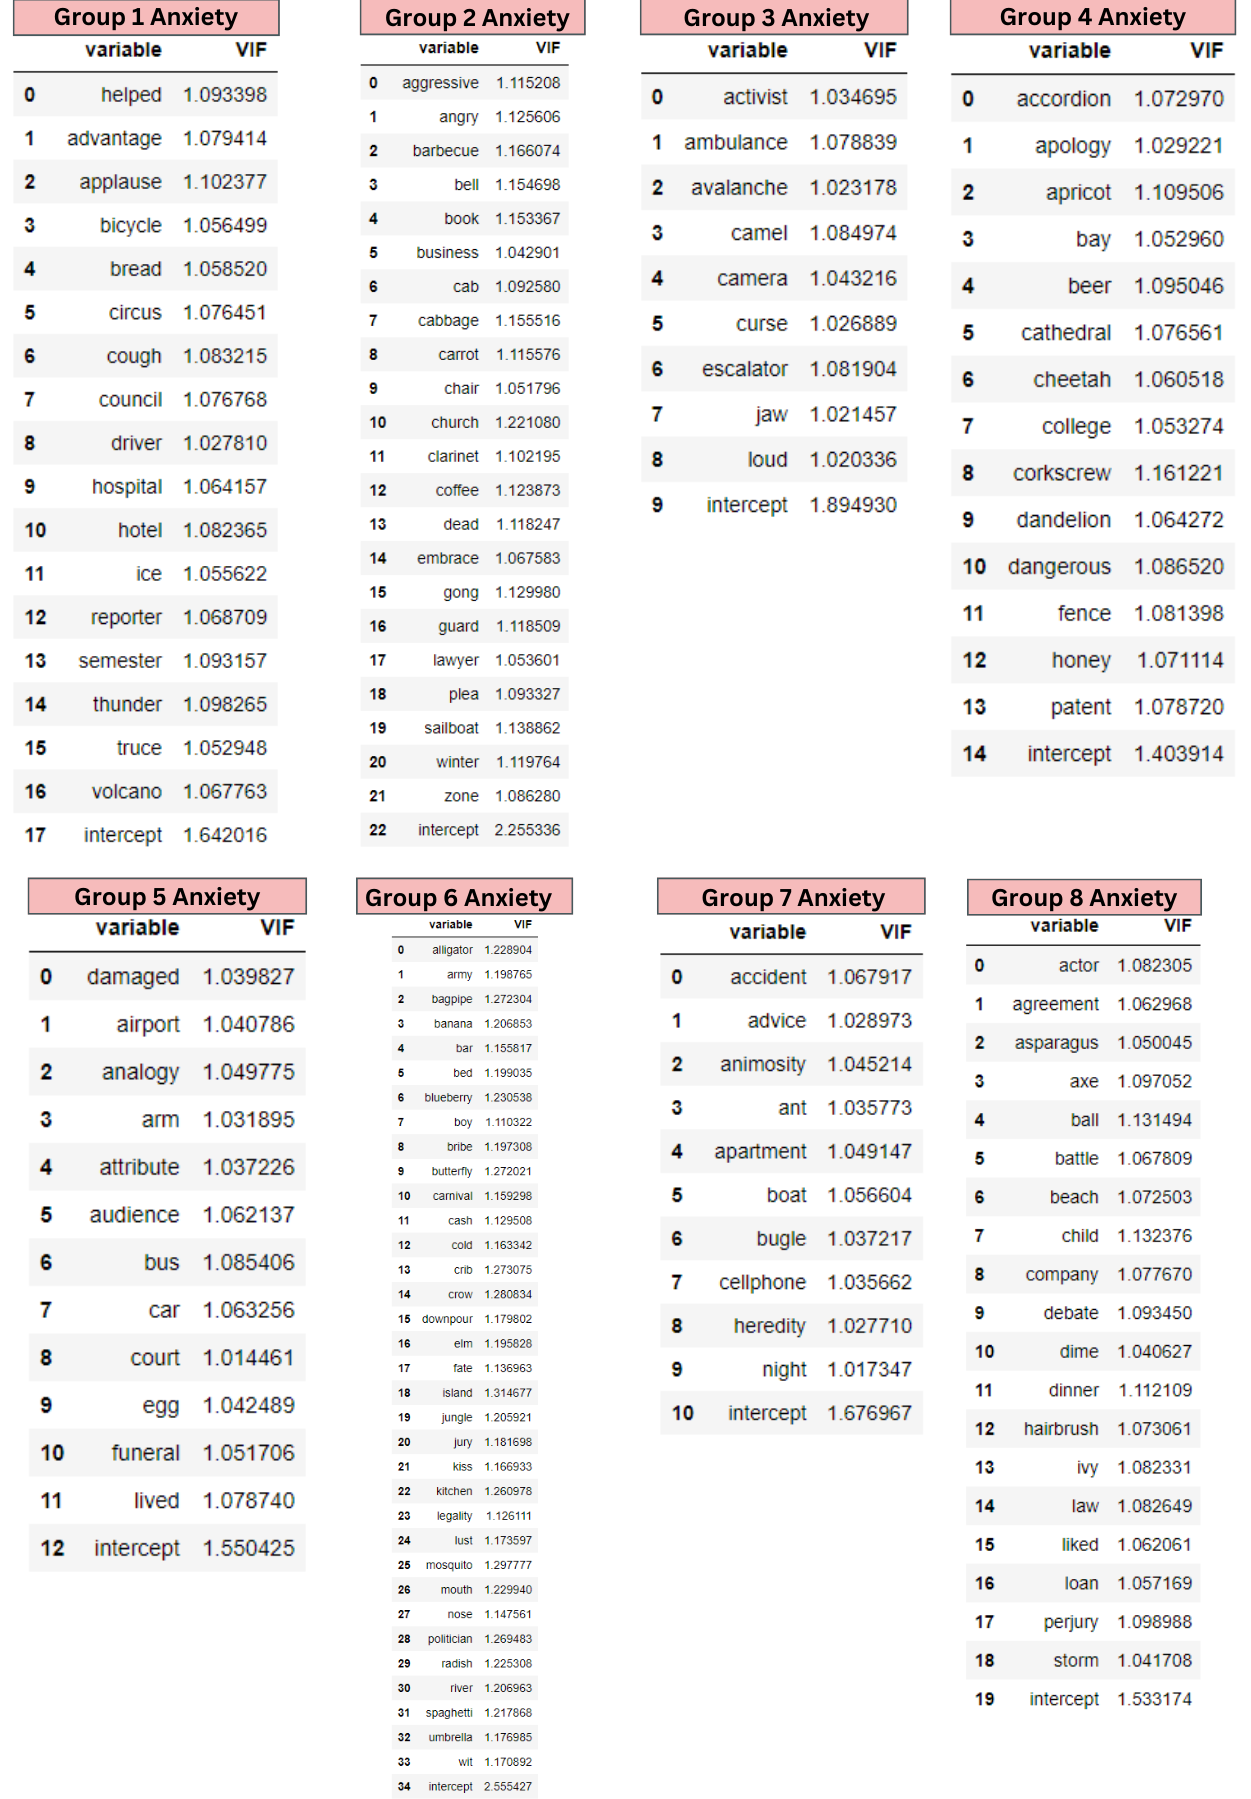 Group 1 Anxiety
variable VIF
0 helped 1.093398
1 advantage 1.079414
2 applause 1.102377
3 bicycle 1.056499
4 bread 1.058520
5 circus 1.076451
6 cough 1.083215
7 council 1.076768
8 driver 1.027810
9 hospital 1.064157
10 hotel 1.082365
11 ice 1.055622
12 reporter 1.068709
13 semester 1.093157
14 thunder 1.098265
15 truce 1.052948
16 volcano 1.067763
17 intercept 1.642016
Group 2 Anxiety
variable VIF
0 aggressive 1.115208
1 angry 1.125606
2 barbecue 1.166074
3 bell 1.154698
4 book 1.153367
5 business 1.042901
6 cab 1.092580
7 cabbage 1.155516
8 carrot 1.115576
9 chair 1.051796
10 church 1.221080
11 clarinet 1.102195
12 coffee 1.123873
13 dead 1.118247
14 embrace 1.067583
15 gong 1.129980
16 guard 1.118509
17 lawyer 1.053601
18 plea 1.093327
19 sailboat 1.138862
20 winter 1.119764
21 zone 1.086280
22 intercept 2.255336
Group 3 Anxiety
variable VIF
0 activist 1.034695
1 ambulance 1.078839
2 avalanche 1.023178
3 camel 1.084974
4 camera 1.043216
5 curse 1.026889
6 escalator 1.081904
7 jaw 1.021457
8 loud 1.020336
9 intercept 1.894930
Group 4 Anxiety
variable VIF
0 accordion 1.072970
1 apology 1.029221
2 apricot 1.109506
3 bay 1.052960
4 beer 1.095046
5 cathedral 1.076561
6 cheetah 1.060518
7 college 1.053274
8 corkscrew 1.161221
9 dandelion 1.064272
10 dangerous 1.086520
11 fence 1.081398
12 honey 1.071114
13 patent 1.078720
14 intercept 1.403914
Group 5 Anxiety
variable VIF
0 damaged 1.039827
1 airport 1.040786
2 analogy 1.049775
3 arm 1.031895
4 attribute 1.037226
5 audience 1.062137
6 bus 1.085406
7 car 1.063256
8 court 1.014461
9 egg 1.042489
10 funeral 1.051706
11 lived 1.078740
12 intercept 1.550425
Group 6 Anxiety
variable VIF
0 alligator 1.228904
1 army 1.198765
2 bagpipe 1.272304
3 banana 1.206853
4 bar 1.155817
5 bed 1.199035
6 blueberry 1.230538
7 boy 1.110322
8 bribe 1.197308
9 butterfly 1.272021
10 carnival 1.159298
11 cash 1.129508
12 cold 1.163342
13 crib 1.273075
14 crow 1.280834
15 downpour 1.179802
16 elm 1.195828
17 fate 1.136963
18 island 1.314677
19 jungle 1.205921
20 jury 1.181698
21 kiss 1.166933
22 kitchen 1.260978
23 legality 1.126111
24 lust 1.173597
25 mosquito 1.297777
26 mouth 1.229940
27 nose 1.147561
28 politician 1.269483
29 radish 1.225308
30 river 1.206963
31 spaghetti 1.217868
32 umbrella 1.176985
33 wit 1.170892
34 intercept 2.555427
Group 7 Anxiety
variable VIF
0 accident 1.067917
1 advice 1.028973
2 animosity 1.045214
3 ant 1.035773
4 apartment 1.049147
5 boat 1.056604
6 bugle 1.037217
7 cellphone 1.035662
8 heredity 1.027710
9 night 1.017347
10 intercept 1.676967
Group 8 Anxiety
variable VIF
0 actor 1.082305
1 agreement 1.062968
2 asparagus 1.050045
3 axe 1.097052
4 ball 1.131494
5 battle 1.067809
6 beach 1.072503
7 child 1.132376
8 company 1.077670
9 debate 1.093450
10 dime 1.040627
11 dinner 1.112109
12 hairbrush 1.073061
13 ivy 1.082331
14 law 1.082649
15 liked 1.062061
16 loan 1.057169
17 perjury 1.098988
18 storm 1.041708
19 intercept 1.533174